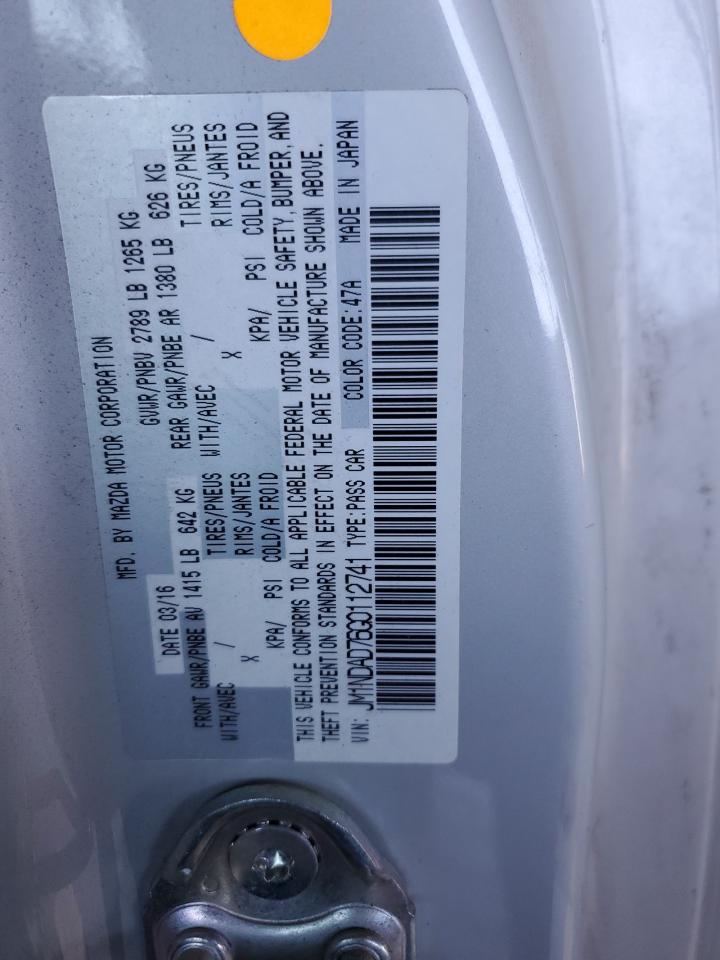 MFD. BY MAZDA MOTOR CORPORATION
DATE 03/16 GVWR/PNBV 2789 LB 1265 KG
FRONT GAWR/PNBE AV 1415 LB 642 KG REAR GAWR/PNBE AR 1380 LB 626 KG
WITH/AVEC / TIRES/PNEUS WITH/AVEC / TIRES/PNEUS
X RIMS/JANTES X RIMS/JANTES
KPA/ PSI COLD/A FROID KPA/ PSI COLD/A FROID
THIS VEHICLE CONFORMS TO ALL APPLICABLE FEDERAL MOTOR VEHICLE SAFETY, BUMPER, AND
THEFT PREVENTION STANDARDS IN EFFECT ON THE DATE OF MANUFACTURE SHOWN ABOVE.
VIN: JM1NDAD76G0112741 TYPE:PASS CAR COLOR CODE:47A MADE IN JAPAN